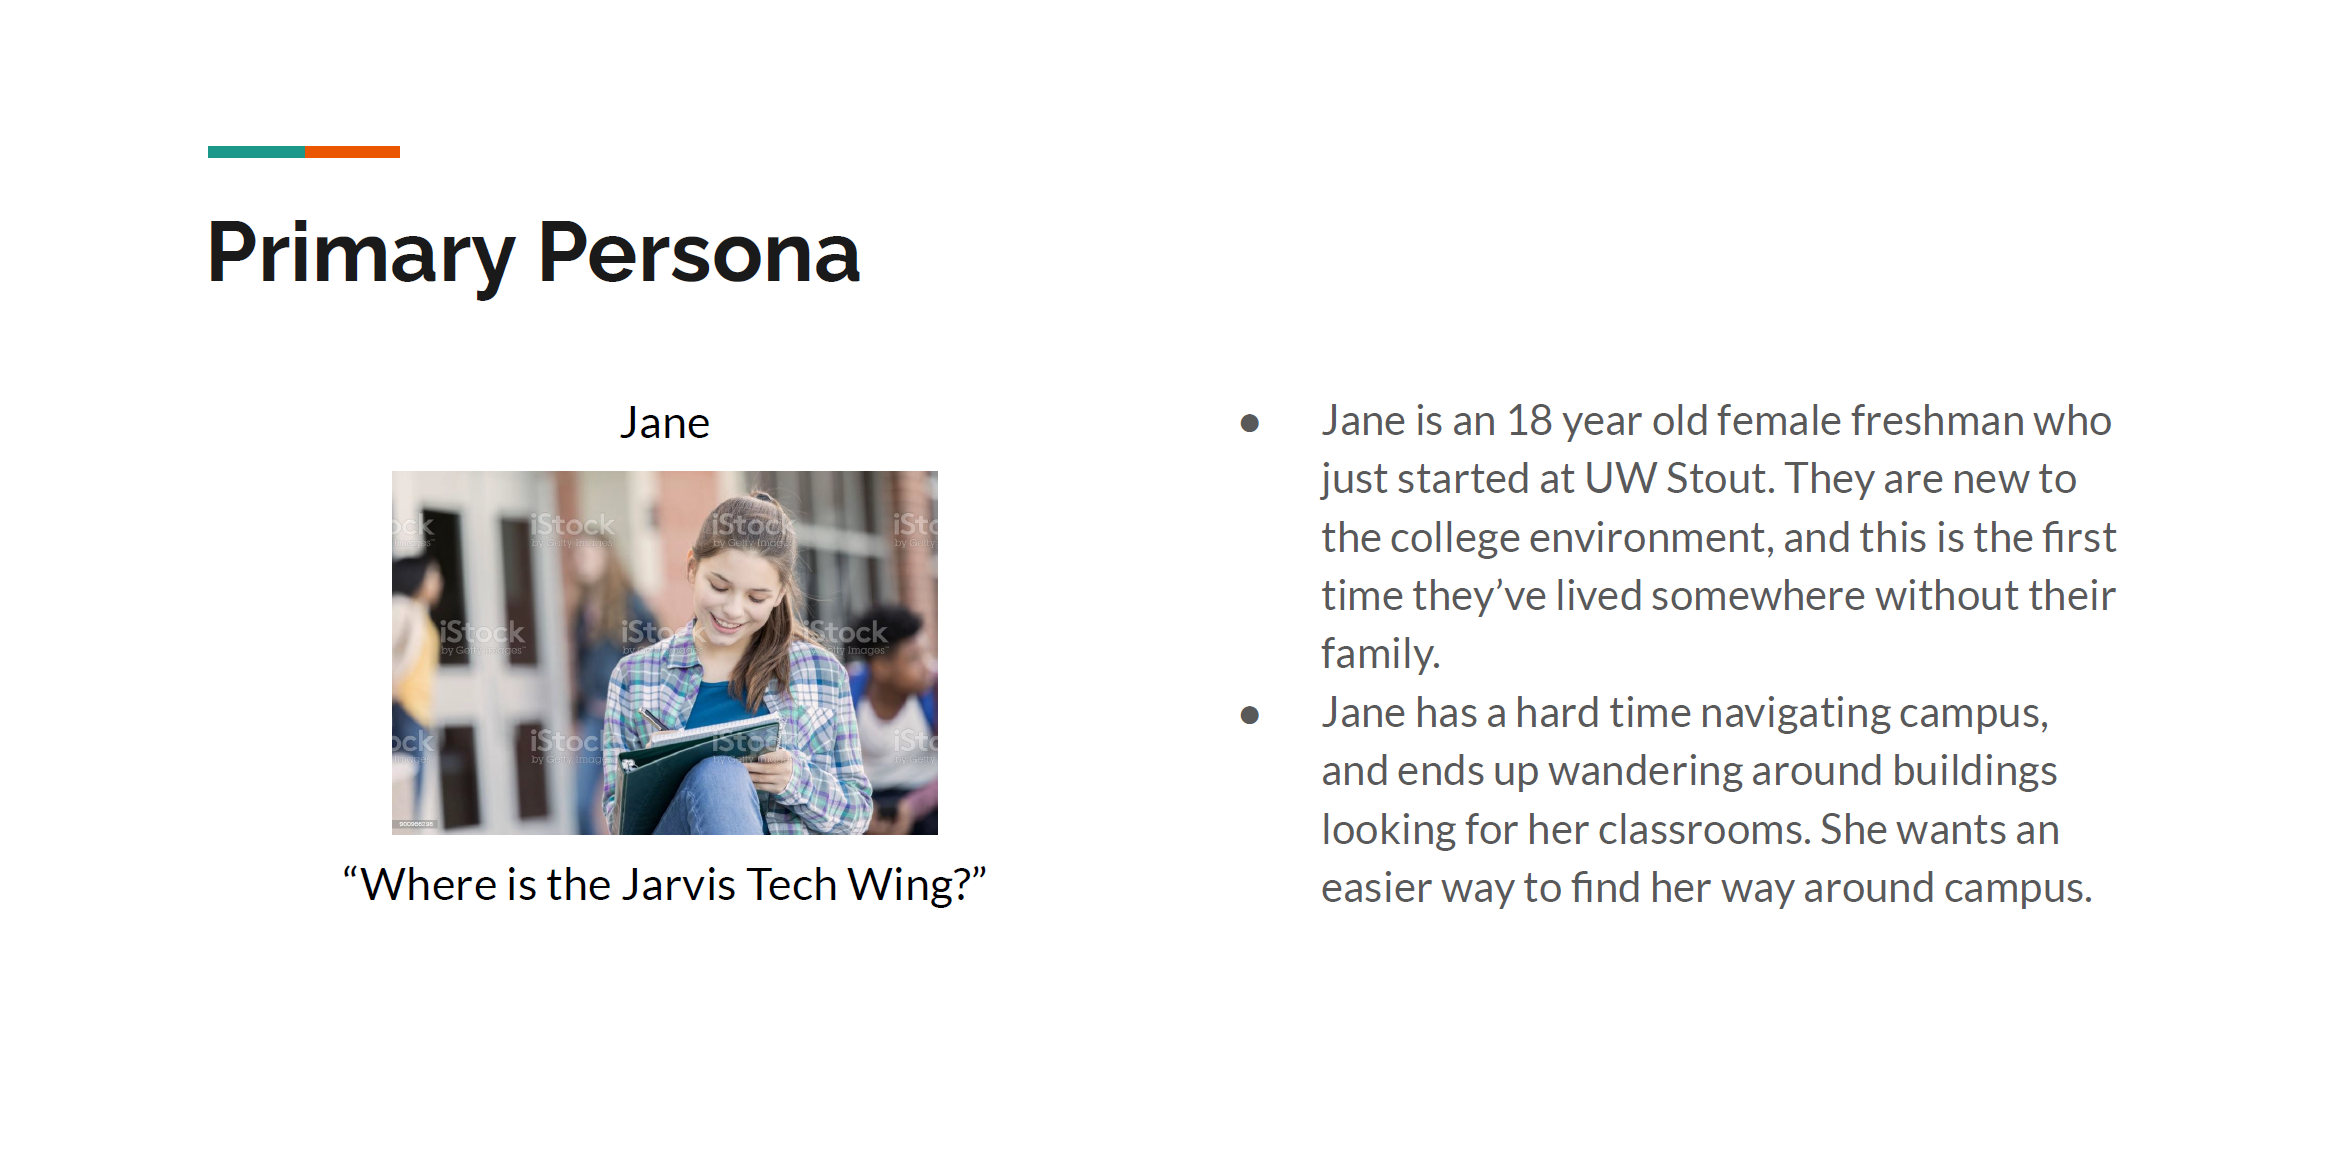 Primary Persona
Jane
iStock
by Getty Images
“Where is the Jarvis Tech Wing?”
● Jane is an 18 year old female freshman who
just started at UW Stout. They are new to
the college environment, and this is the first
time they’ve lived somewhere without their
family.
● Jane has a hard time navigating campus,
and ends up wandering around buildings
looking for her classrooms. She wants an
easier way to find her way around campus.